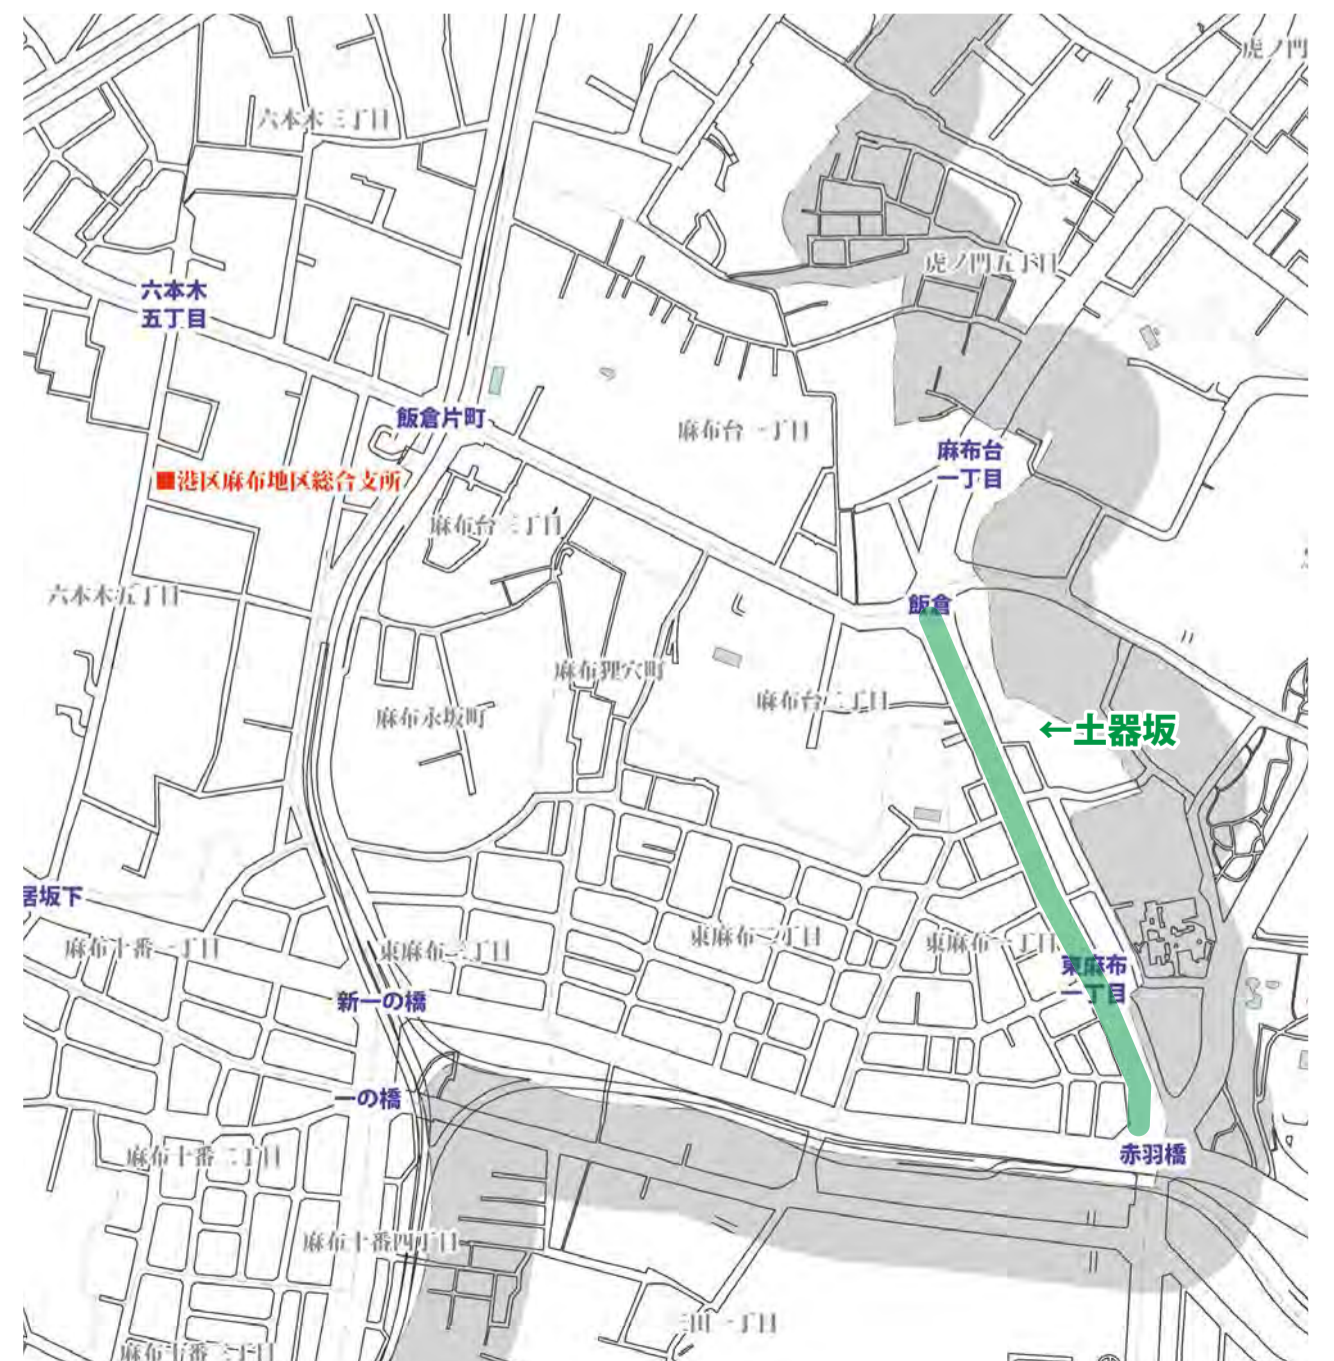 虎ノ門
六本木三丁目
虎ノ門五丁目
六本木
五丁目
飯倉片町
麻布台一丁目
麻布台
一丁目
■港区麻布地区総合支所
麻布台三丁目
六本木五丁目
飯倉
麻布狸穴町
麻布台二丁目
麻布永坂町
←土器坂
居坂下
麻布十番一丁目
東麻布三丁目
東麻布二丁目
東麻布一丁目
東麻布
一丁目
新一の橋
一の橋
赤羽橋
麻布十番二丁目
麻布十番四丁目
三田一丁目
麻布十番三丁目